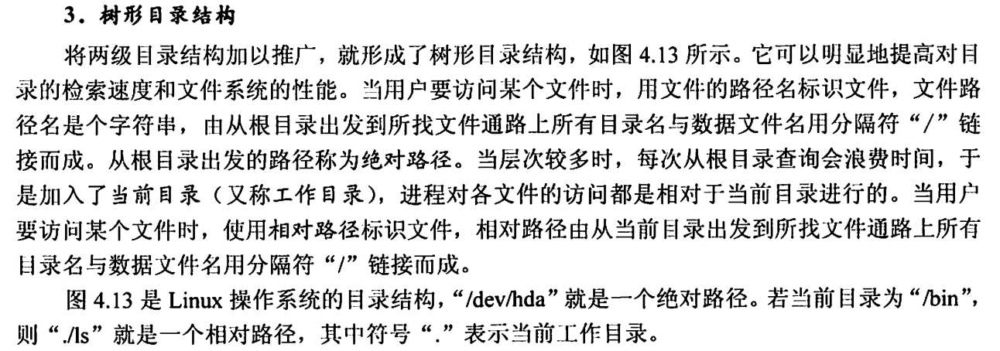 3．树形目录结构
将两级目录结构加以推广，就形成了树形目录结构，如图 4.13 所示。它可以明显地提高对目
录的检索速度和文件系统的性能。当用户要访问某个文件时，用文件的路径名标识文件，文件路
径名是个字符串，由从根目录出发到所找文件通路上所有目录名与数据文件名用分隔符“/”链
接而成。从根目录出发的路径称为绝对路径。当层次较多时，每次从根目录查询会浪费时间，于
是加入了当前目录（又称工作目录），进程对各文件的访问都是相对于当前目录进行的。当用户
要访问某个文件时，使用相对路径标识文件，相对路径由从当前目录出发到所找文件通路上所有
目录名与数据文件名用分隔符“/”链接而成。
图 4.13 是 Linux 操作系统的目录结构，“/dev/hda”就是一个绝对路径。若当前目录为“/bin”，
则“./ls”就是一个相对路径，其中符号“.”表示当前工作目录。